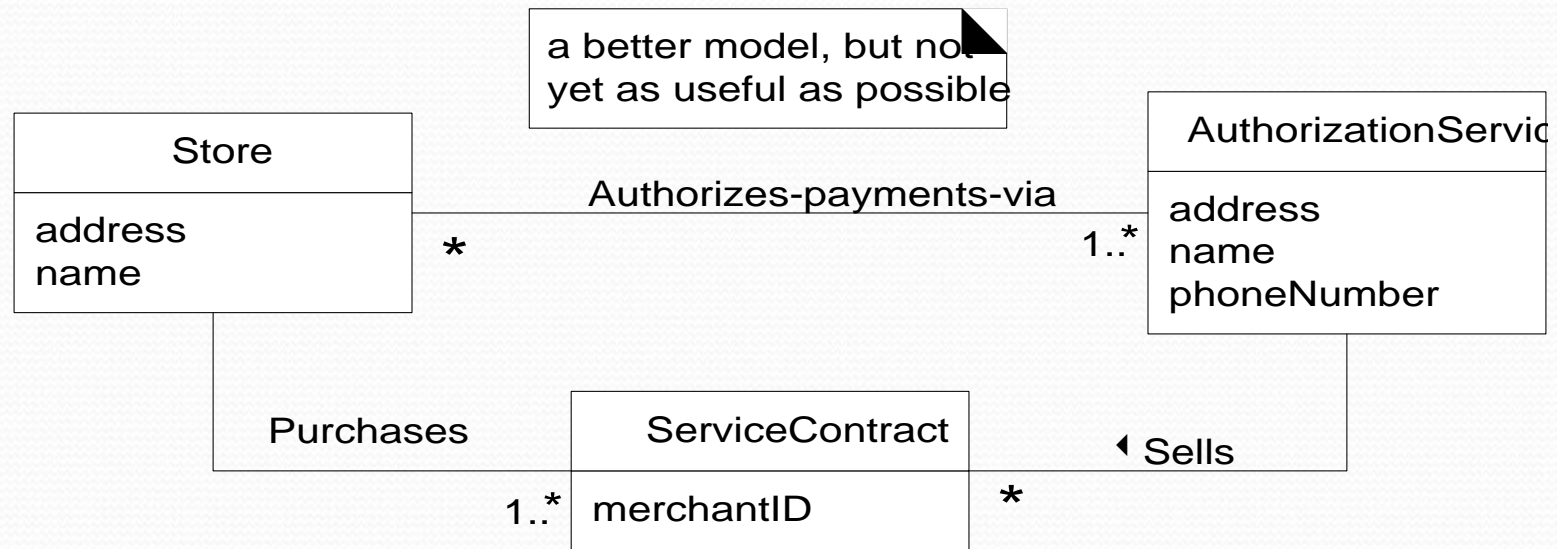 a better model, but not
yet as useful as possible
Store
address
name
AuthorizationServic
address
name
phoneNumber
Authorizes-payments-via
*
1..*
Purchases
1..*
ServiceContract
merchantID
Sells
*